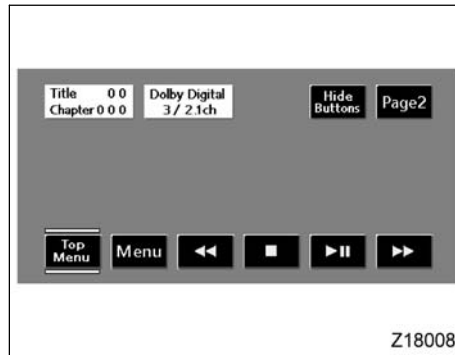 Title 0 0
Chapter 0 0 0
Dolby Digital
3 / 2.1ch
Hide
Buttons
Page2
Top
Menu
Menu
Z18008